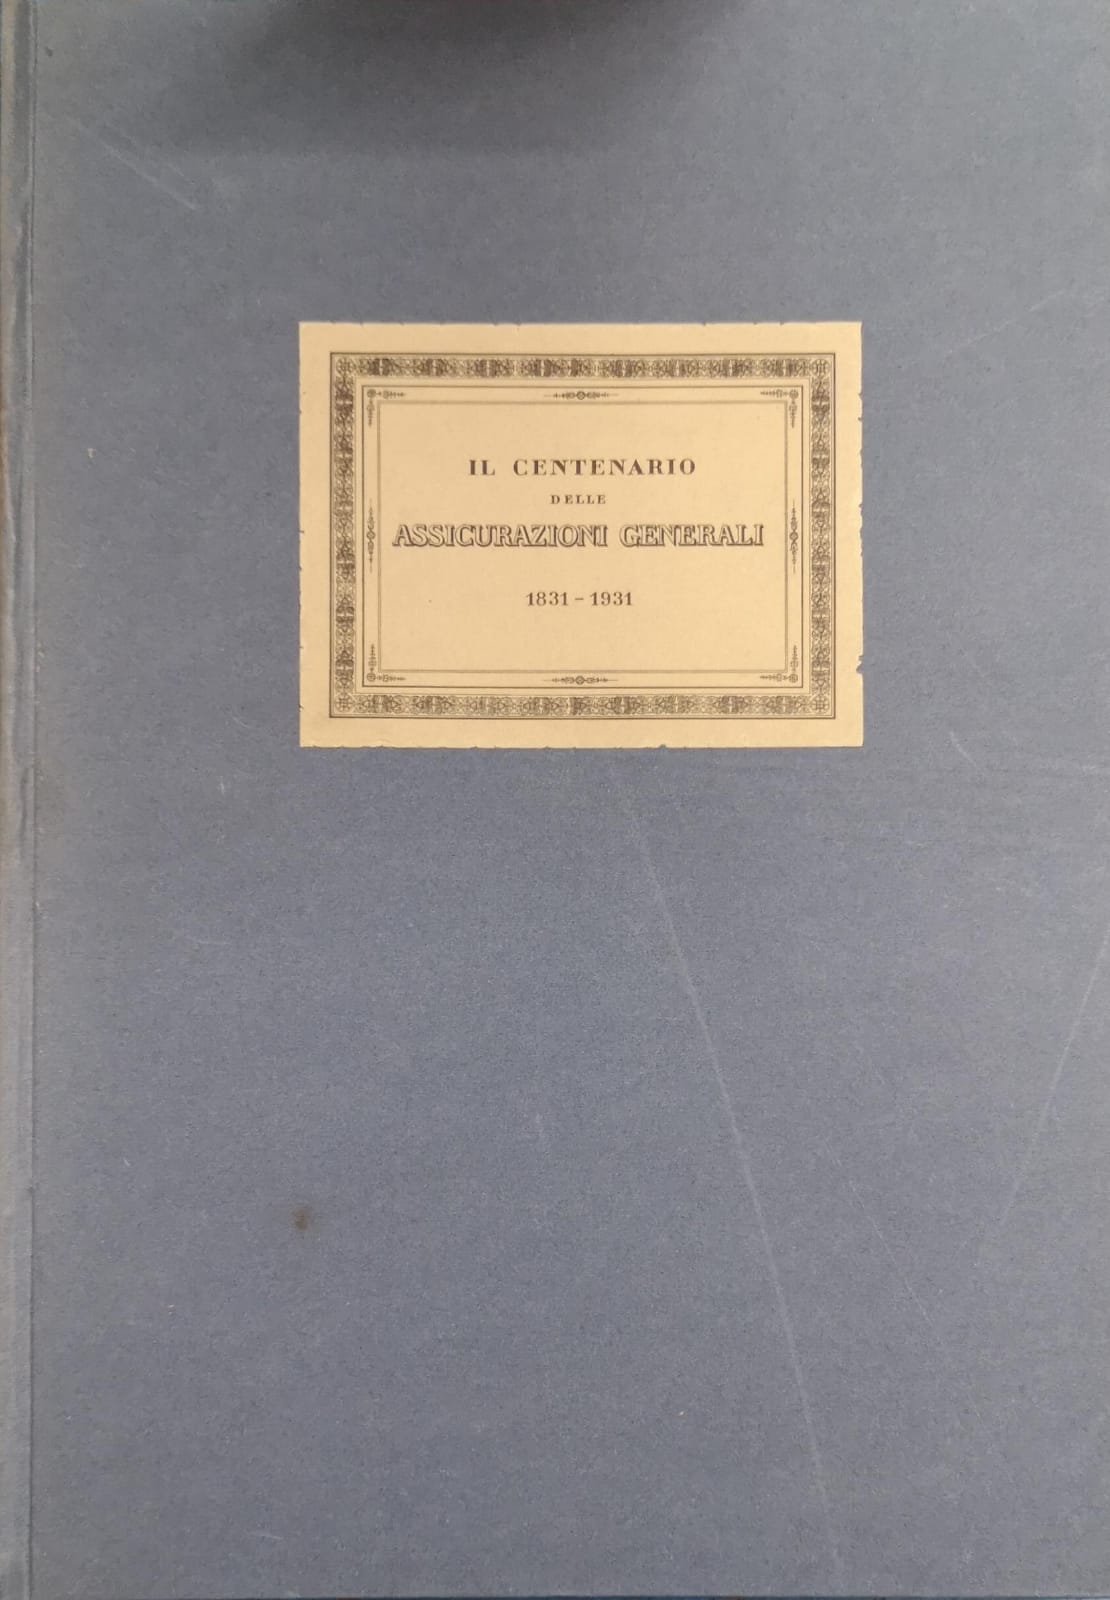 IL CENTENARIO
DELLE
ASSICURAZIONI GENERALI
1831 - 1931